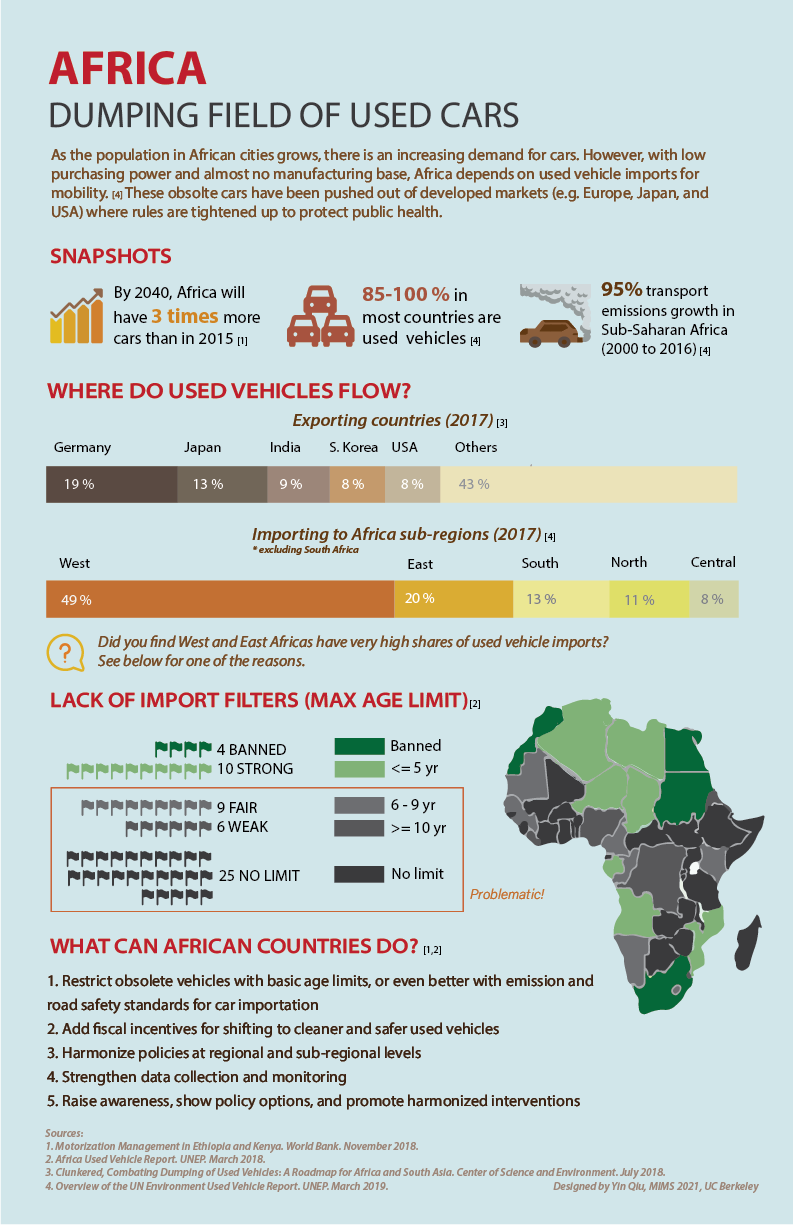 AFRICA
DUMPING FIELD OF USED CARS
As the population in African cities grows, there is an increasing demand for cars. However, with low
purchasing power and almost no manufacturing base, Africa depends on used vehicle imports for
mobility. [4] These obsolte cars have been pushed out of developed markets (e.g. Europe, Japan, and
USA) where rules are tightened up to protect public health.
SNAPSHOTS
By 2040, Africa will
have 3 times more
cars than in 2015 [1]
85-100 % in
most countries are
used vehicles [4]
95% transport
emissions growth in
Sub-Saharan Africa
(2000 to 2016) [4]
WHERE DO USED VEHICLES FLOW?
Exporting countries (2017) [3]
Germany Japan India S. Korea USA Others
19 % 13 % 9 % 8 % 8 % 43 %
Importing to Africa sub-regions (2017) [4]
* excluding South Africa
West East South North Central
49 % 20 % 13 % 11 % 8 %
?
Did you find West and East Africas have very high shares of used vehicle imports?
See below for one of the reasons.
LACK OF IMPORT FILTERS (MAX AGE LIMIT)[2]
4 BANNED Banned
10 STRONG <= 5 yr
9 FAIR 6 - 9 yr
6 WEAK >= 10 yr
25 NO LIMIT No limit
Problematic!
WHAT CAN AFRICAN COUNTRIES DO? [1,2]
1. Restrict obsolete vehicles with basic age limits, or even better with emission and
road safety standards for car importation
2. Add fiscal incentives for shifting to cleaner and safer used vehicles
3. Harmonize policies at regional and sub-regional levels
4. Strengthen data collection and monitoring
5. Raise awareness, show policy options, and promote harmonized interventions
Sources:
1. Motorization Management in Ethiopia and Kenya. World Bank. November 2018.
2. Africa Used Vehicle Report. UNEP. March 2018.
3. Clunkered, Combating Dumping of Used Vehicles: A Roadmap for Africa and South Asia. Center of Science and Environment. July 2018.
4. Overview of the UN Environment Used Vehicle Report. UNEP. March 2019.
Designed by Yin Qiu, MIMS 2021, UC Berkeley